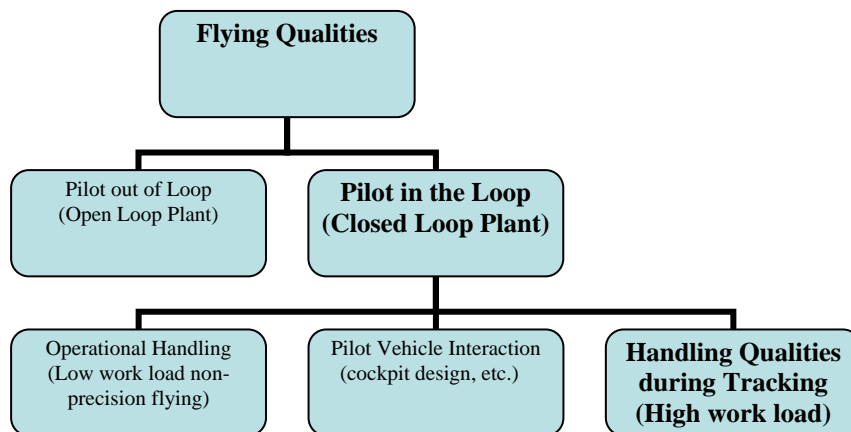 Flying Qualities
Pilot out of Loop
(Open Loop Plant)
Pilot in the Loop
(Closed Loop Plant)
Operational Handling
(Low work load non-
precision flying)
Pilot Vehicle Interaction
(cockpit design, etc.)
Handling Qualities
during Tracking
(High work load)